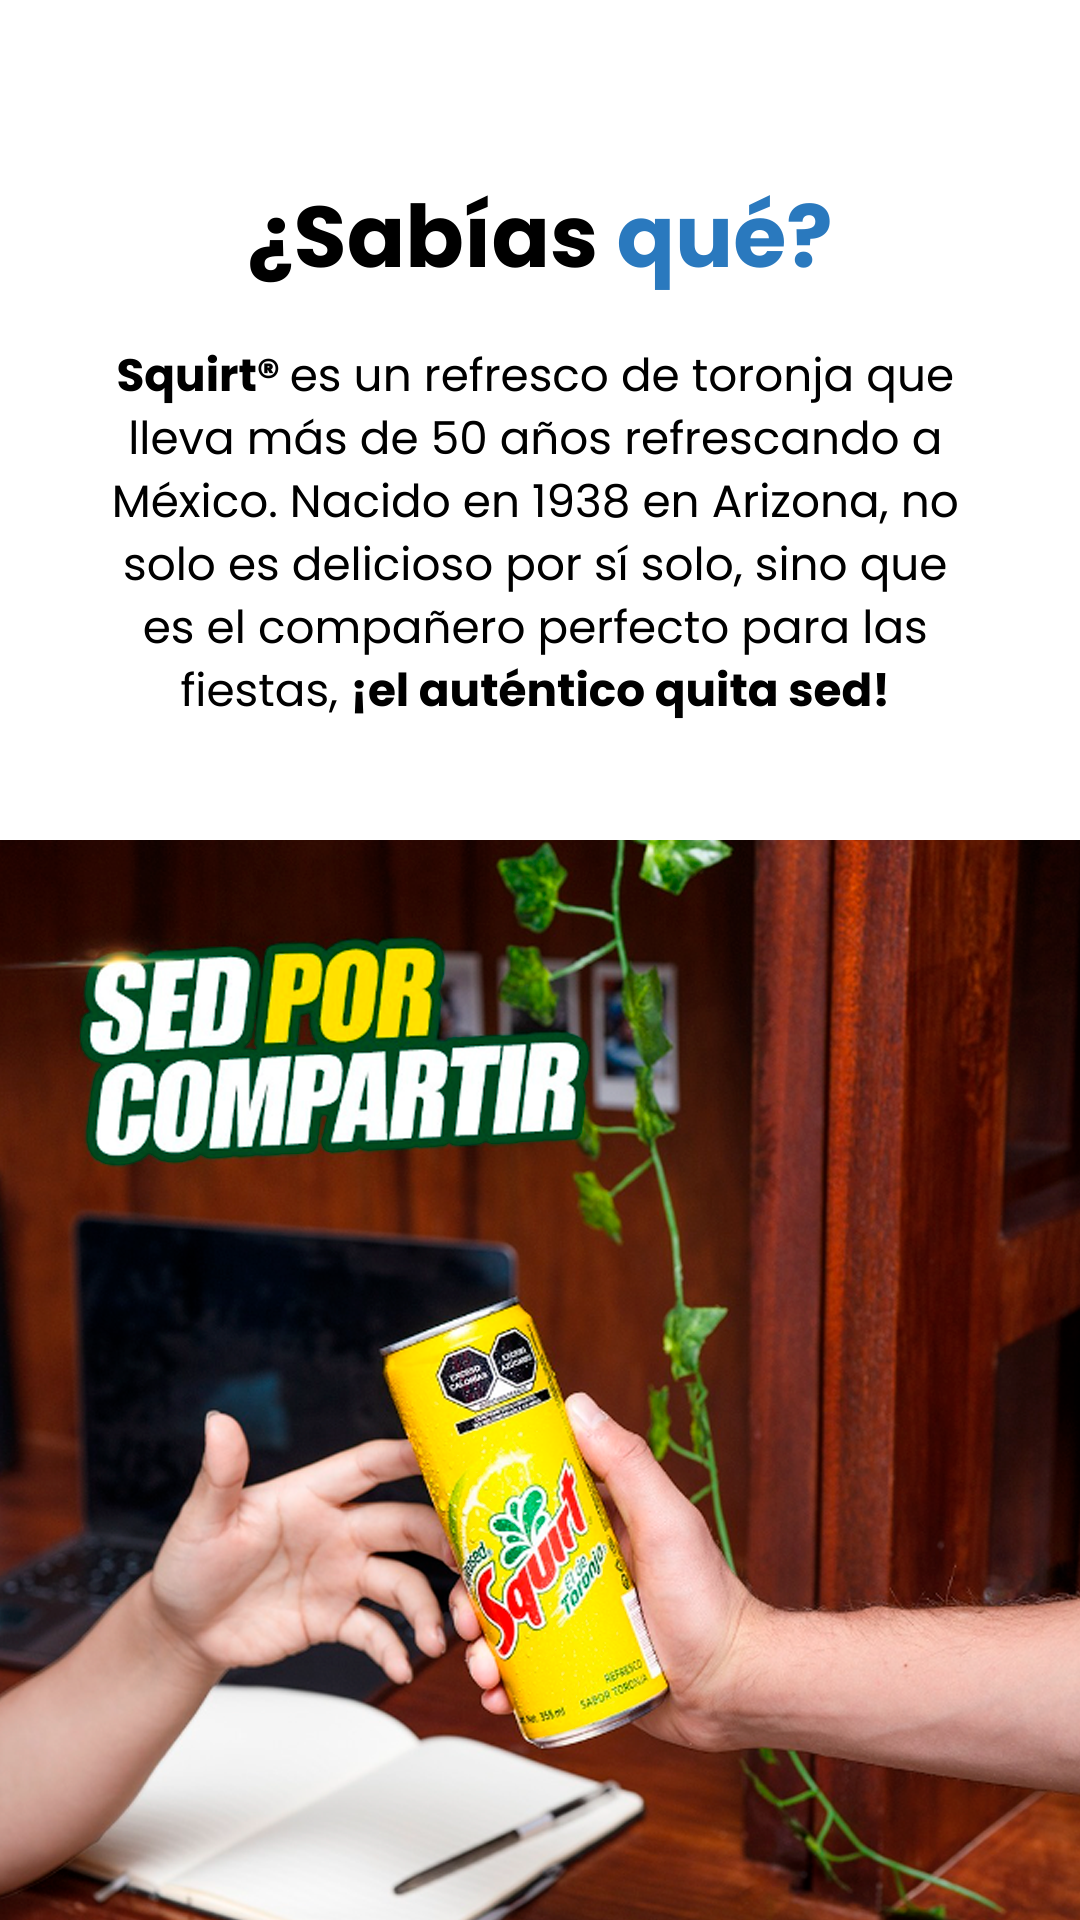 ¿Sabías qué?
Squirt® es un refresco de toronja que
lleva más de 50 años refrescando a
México. Nacido en 1938 en Arizona, no
solo es delicioso por sí solo, sino que
es el compañero perfecto para las
fiestas, ¡el auténtico quita sed!
SED POR
COMPARTIR
EXCESO
CALORÍAS
EXCESO
AZÚCARES
Squirt
El de
Toronja
REFRESCO
SABOR TORONJA
355 ml